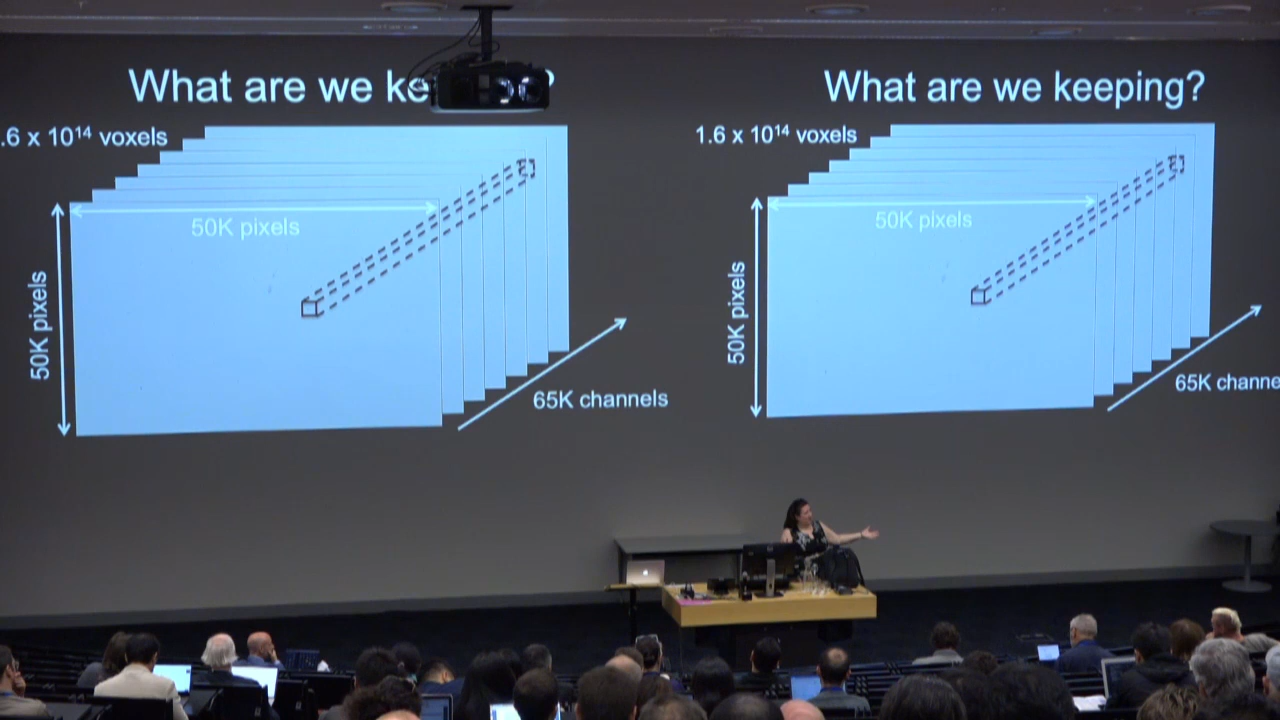 What are we ke ?
.6 x 10¹⁴ voxels
50K pixels
50K pixels
65K channels
What are we keeping?
1.6 x 10¹⁴ voxels
50K pixels
50K pixels
65K channe